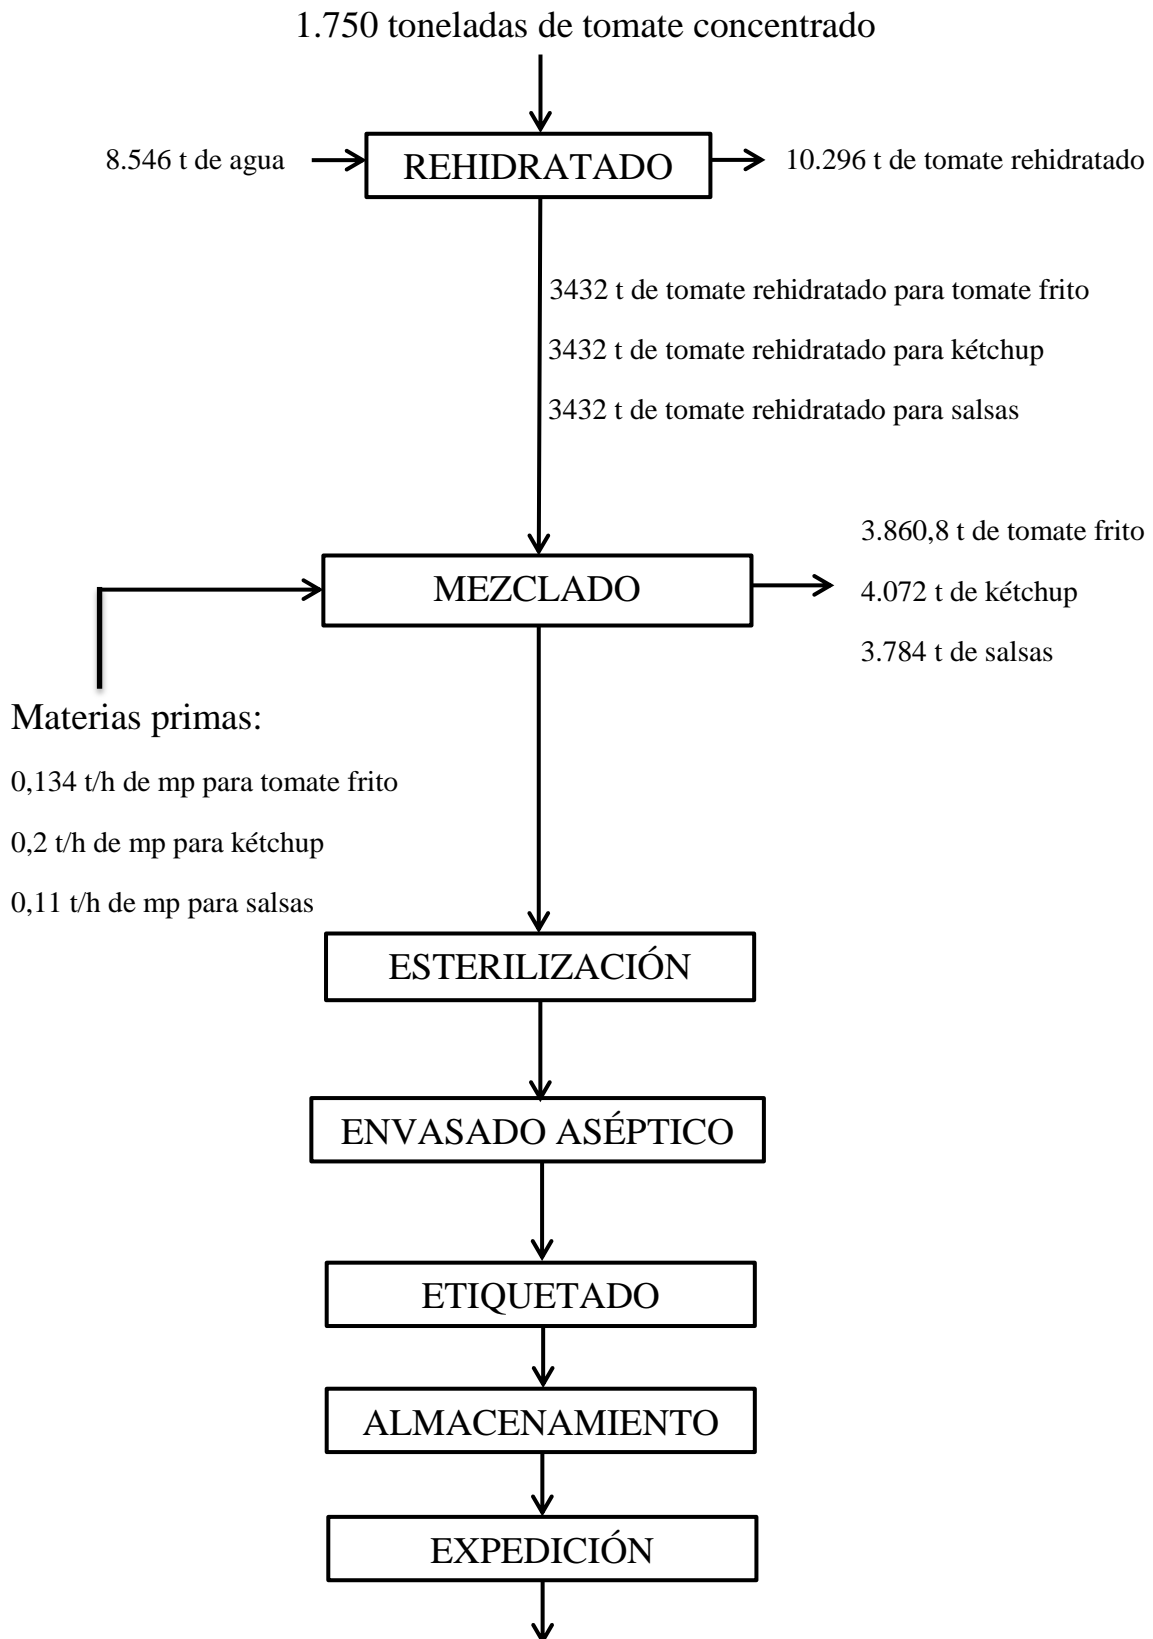 1.750 toneladas de tomate concentrado
8.546 t de agua
REHIDRATADO
10.296 t de tomate rehidratado
3432 t de tomate rehidratado para tomate frito
3432 t de tomate rehidratado para kétchup
3432 t de tomate rehidratado para salsas
MEZCLADO
3.860,8 t de tomate frito
4.072 t de kétchup
3.784 t de salsas
Materias primas:
0,134 t/h de mp para tomate frito
0,2 t/h de mp para kétchup
0,11 t/h de mp para salsas
ESTERILIZACIÓN
ENVASADO ASÉPTICO
ETIQUETADO
ALMACENAMIENTO
EXPEDICIÓN